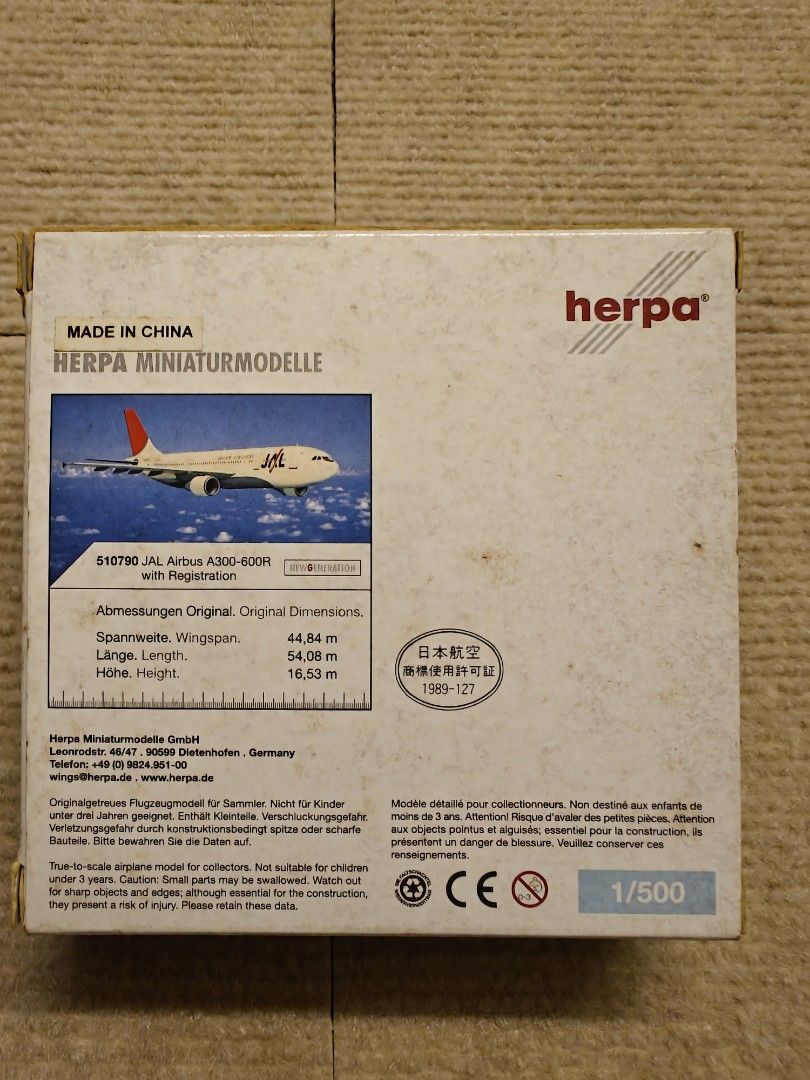 herpa®
MADE IN CHINA
HERPA MINIATURMODELLE
JAL
510790 JAL Airbus A300-600R
with Registration
NEWGENERATION
Abmessungen Original. Original Dimensions.
Spannweite. Wingspan. 44,84 m
Länge. Length. 54,08 m
Höhe. Height. 16,53 m
日本航空
商標使用許可証
1989-127
Herpa Miniaturmodelle GmbH
Leonrodstr. 46/47 . 90599 Dietenhofen . Germany
Telefon: +49 (0) 9824.951-00
wings@herpa.de . www.herpa.de
Originalgetreues Flugzeugmodell für Sammler. Nicht für Kinder
unter drei Jahren geeignet. Enthält Kleinteile. Verschluckungsgefahr.
Verletzungsgefahr durch konstruktionsbedingt spitze oder scharfe
Bauteile. Bitte bewahren Sie die Daten auf.
True-to-scale airplane model for collectors. Not suitable for children
under 3 years. Caution: Small parts may be swallowed. Watch out
for sharp objects and edges; although essential for the construction,
they present a risk of injury. Please retain these data.
Modèle détaillé pour collectionneurs. Non destiné aux enfants de
moins de 3 ans. Attention! Risque d'avaler des petites pièces. Attention
aux objects pointus et alguisés; essentiel pour la construction, ils
présentent un danger de blessure. Veuillez conserver ces
renseignements.
CE
0-3
1/500